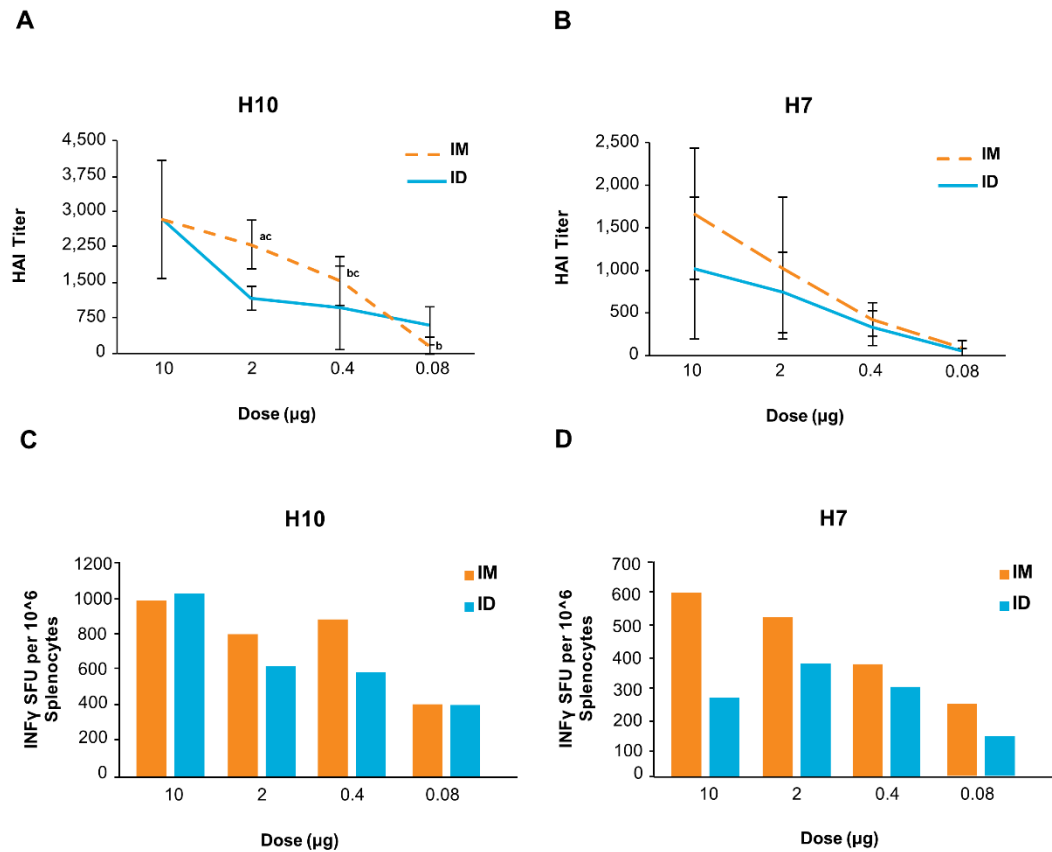 A
H10
4,500
3,750
3,000
2,250
1,500
750
0
HAI Titer
IM
ID
ac
bc
b
10 2 0.4 0.08
Dose (µg)
B
H7
2,500
2,000
1,500
1,000
500
0
HAI Titer
IM
ID
10 2 0.4 0.08
Dose (µg)
C
H10
1200
1000
800
600
400
200
0
INFγ SFU per 10^6
Splenocytes
IM
ID
10 2 0.4 0.08
Dose (µg)
D
H7
700
600
500
400
300
200
100
0
INFγ SFU per 10^6
Splenocytes
IM
ID
10 2 0.4 0.08
Dose (µg)